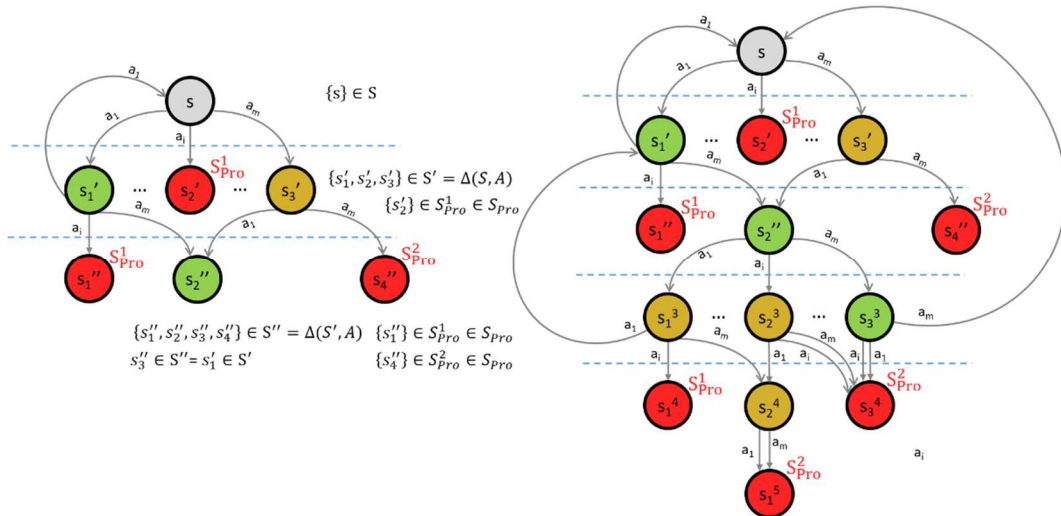 a₁
s
{s} ∈ S
a₁
aᵢ
aₘ
S¹Pro
s₁′
...
s₂′
...
s₃′
{s₁′, s₂′, s₃′} ∈ S′ = Δ(S, A)
{s₂′} ∈ S¹Pro ∈ SPro
aᵢ
aₘ
a₁
aₘ
S¹Pro
S²Pro
s₁′′
s₂′′
s₄′′
{s₁′′, s₂′′, s₃′′, s₄′′} ∈ S′′ = Δ(S′, A) {s₁′′} ∈ S¹Pro ∈ SPro
s₃′′ ∈ S′′= s₁′ ∈ S′ {s₄′′} ∈ S²Pro ∈ SPro
a₁
s
a₁
aᵢ
aₘ
S¹Pro
s₁′
...
s₂′
...
s₃′
aᵢ
aₘ
a₁
aₘ
S¹Pro
S²Pro
s₁′′
s₂′′
s₄′′
a₁
aᵢ
aₘ
s₁³
...
s₂³
...
s₃³
a₁
aₘ
aₘ
aₘ
aᵢ
a₁
aᵢ
aᵢ
a₁
S¹Pro
S²Pro
s₁⁴
s₂⁴
s₃⁴
a₁
aₘ
aᵢ
S²Pro
s₁⁵